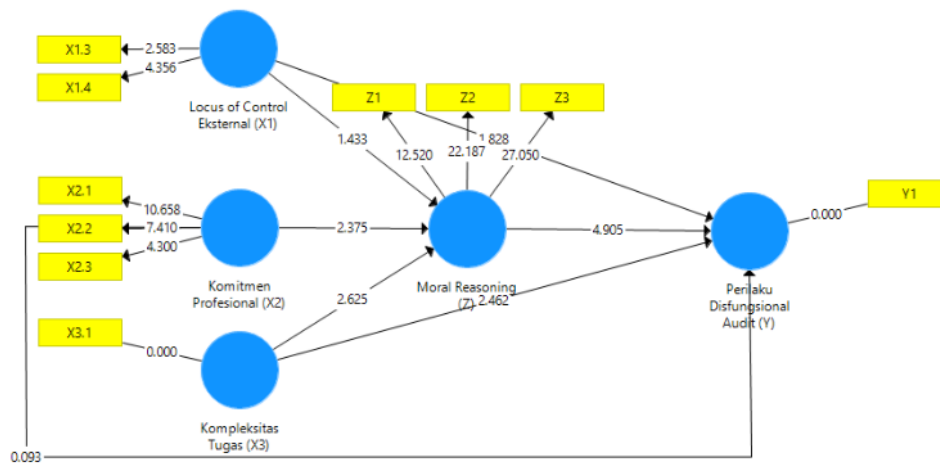 X1.3
2.583
X1.4
4.356
Locus of Control
Eksternal (X1)
Z1
Z2
Z3
1.433
12.520
22.187
27.050
1.828
X2.1
10.658
X2.2
7.410
X2.3
4.300
Komitmen
Profesional (X2)
2.375
Moral Reasoning
(Z)
4.905
Y1
0.000
Perilaku
Disfungsional
Audit (Y)
2.625
2.462
X3.1
0.000
Kompleksitas
Tugas (X3)
0.093